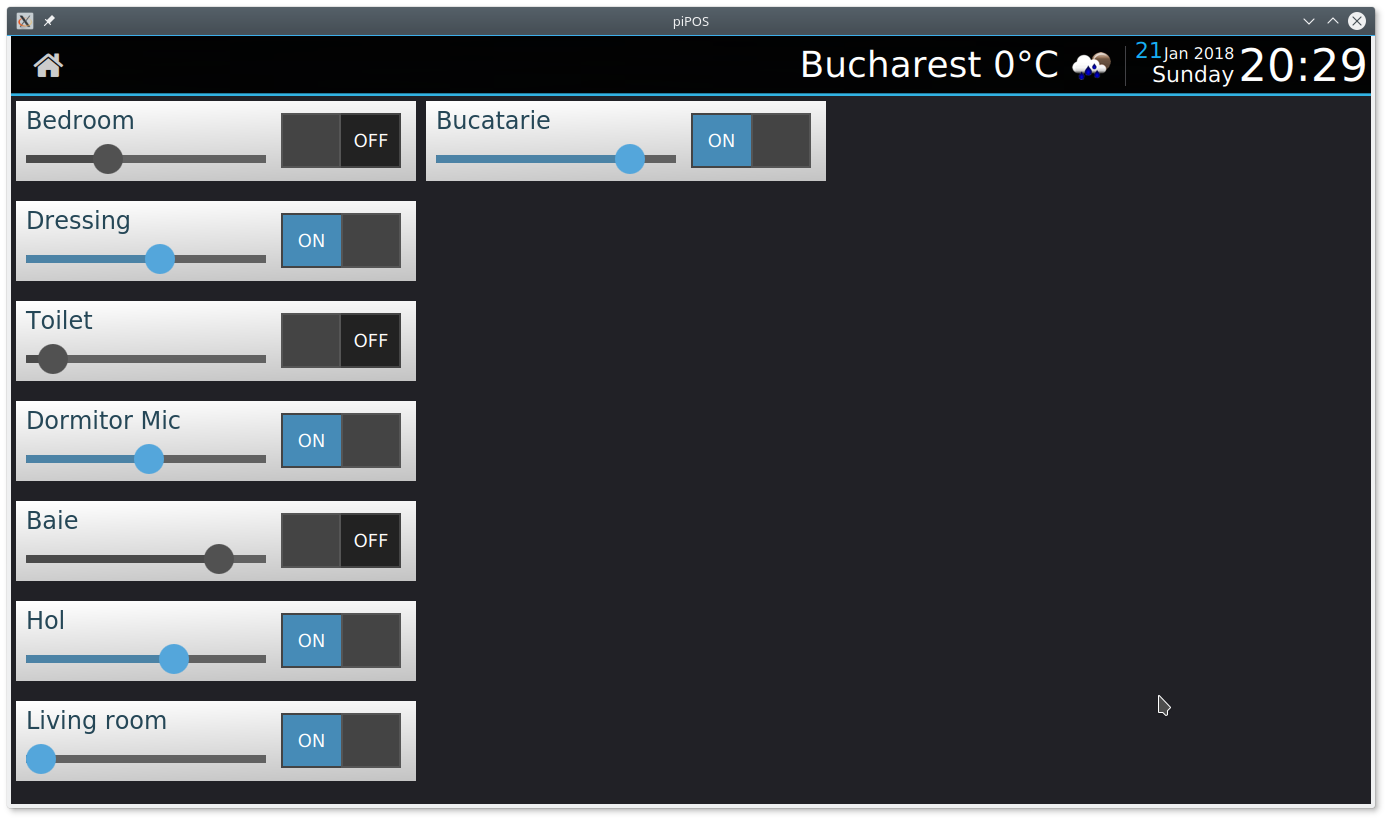 piPOS
Bucharest 0°C
21 Jan 2018
Sunday
20:29
Bedroom
OFF
Bucatarie
ON
Dressing
ON
Toilet
OFF
Dormitor Mic
ON
Baie
OFF
Hol
ON
Living room
ON